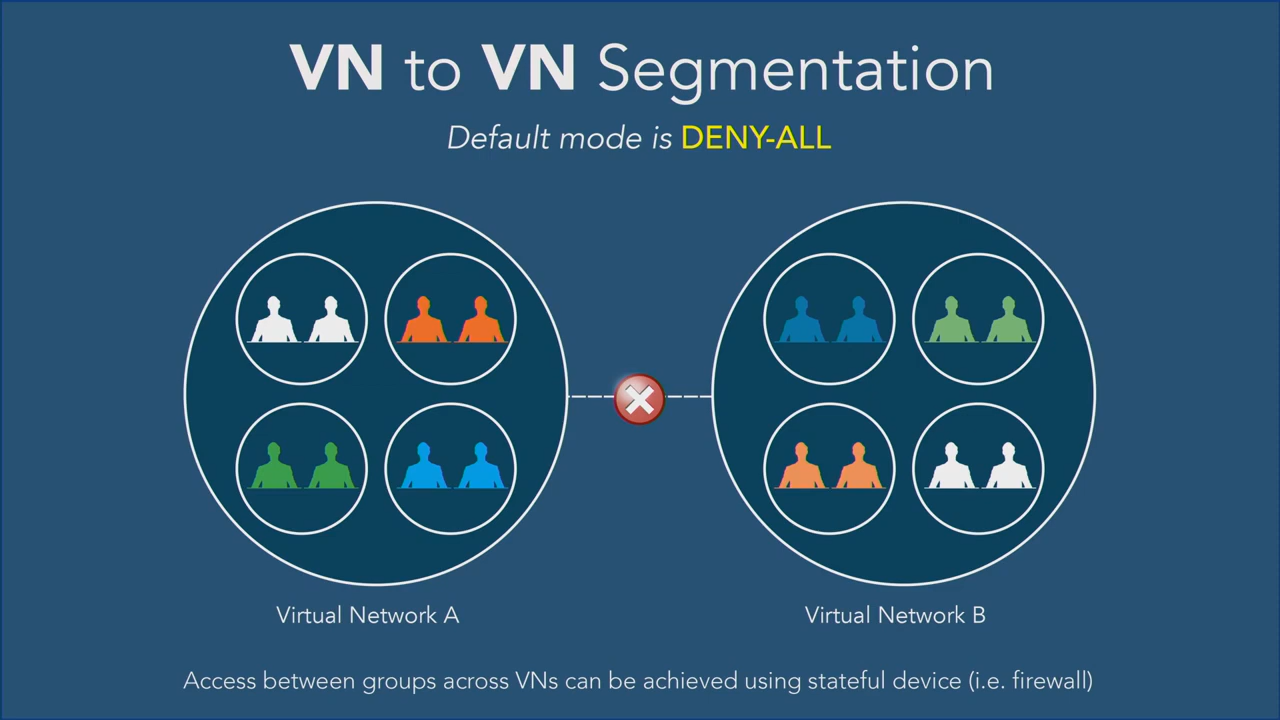 VN to VN Segmentation
Default mode is DENY-ALL
Virtual Network A
Virtual Network B
Access between groups across VNs can be achieved using stateful device (i.e. firewall)